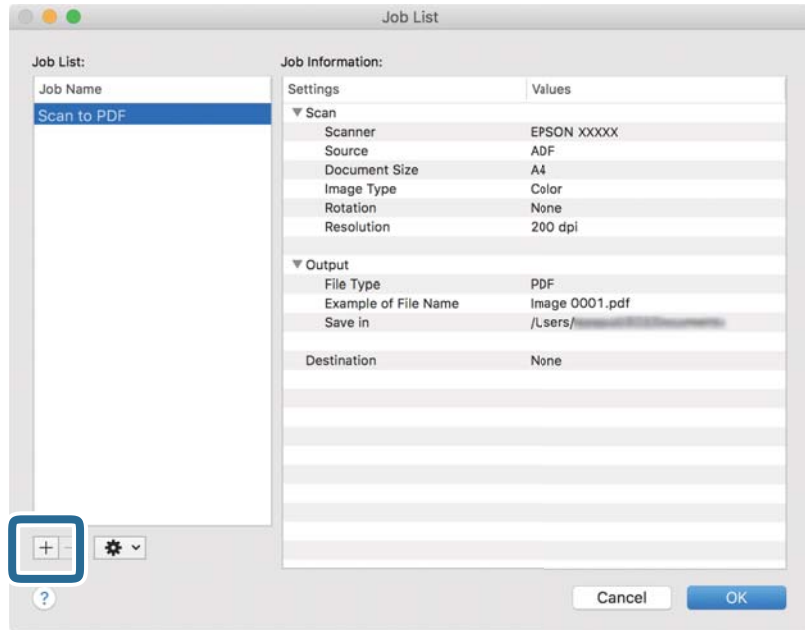 Job List
Job List:
Job Information:
Job Name
Scan to PDF
Settings Values
Scan
Scanner EPSON XXXXX
Source ADF
Document Size A4
Image Type Color
Rotation None
Resolution 200 dpi
Output
File Type PDF
Example of File Name Image 0001.pdf
Save in /Users/
Destination None
+ -
?
Cancel
OK